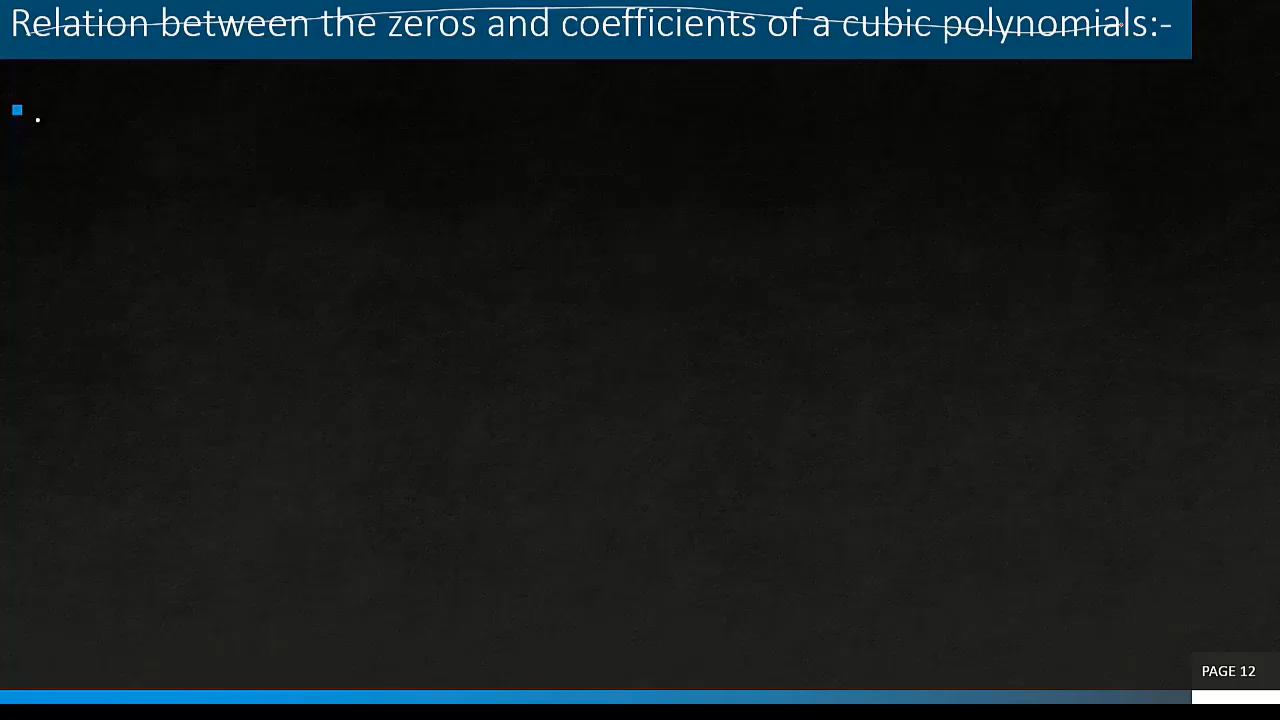 Relation between the zeros and coefficients of a cubic polynomials:-
.
PAGE 12